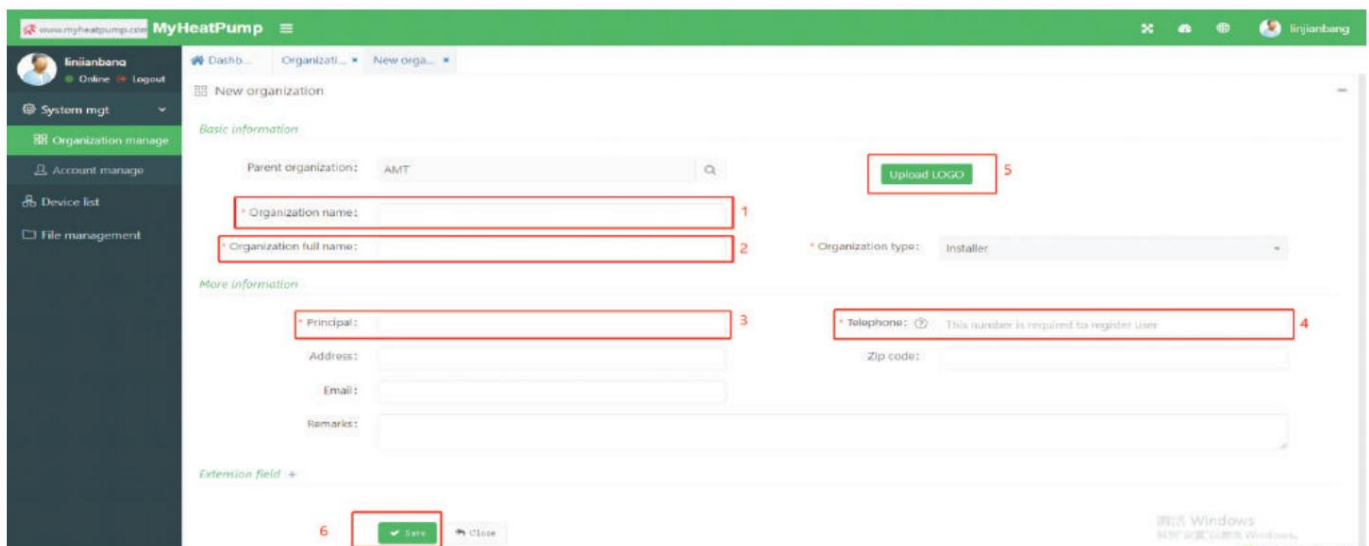 www.myheatpump.com MyHeatPump linjianbang
linjianbang
Online Logout
Dashb... Organizati... × New orga... ×
New organization
System mgt
Basic information
Organization manage
Parent organization: AMT
Upload LOGO 5
Account manage
Device list
* Organization name: 1
File management
* Organization full name: 2 * Organization type: Installer
More information
* Principal: 3 * Telephone: ? This number is required to register user 4
Address: Zip code:
Email:
Remarks:
Extension field +
6 Save Close
激活 Windows